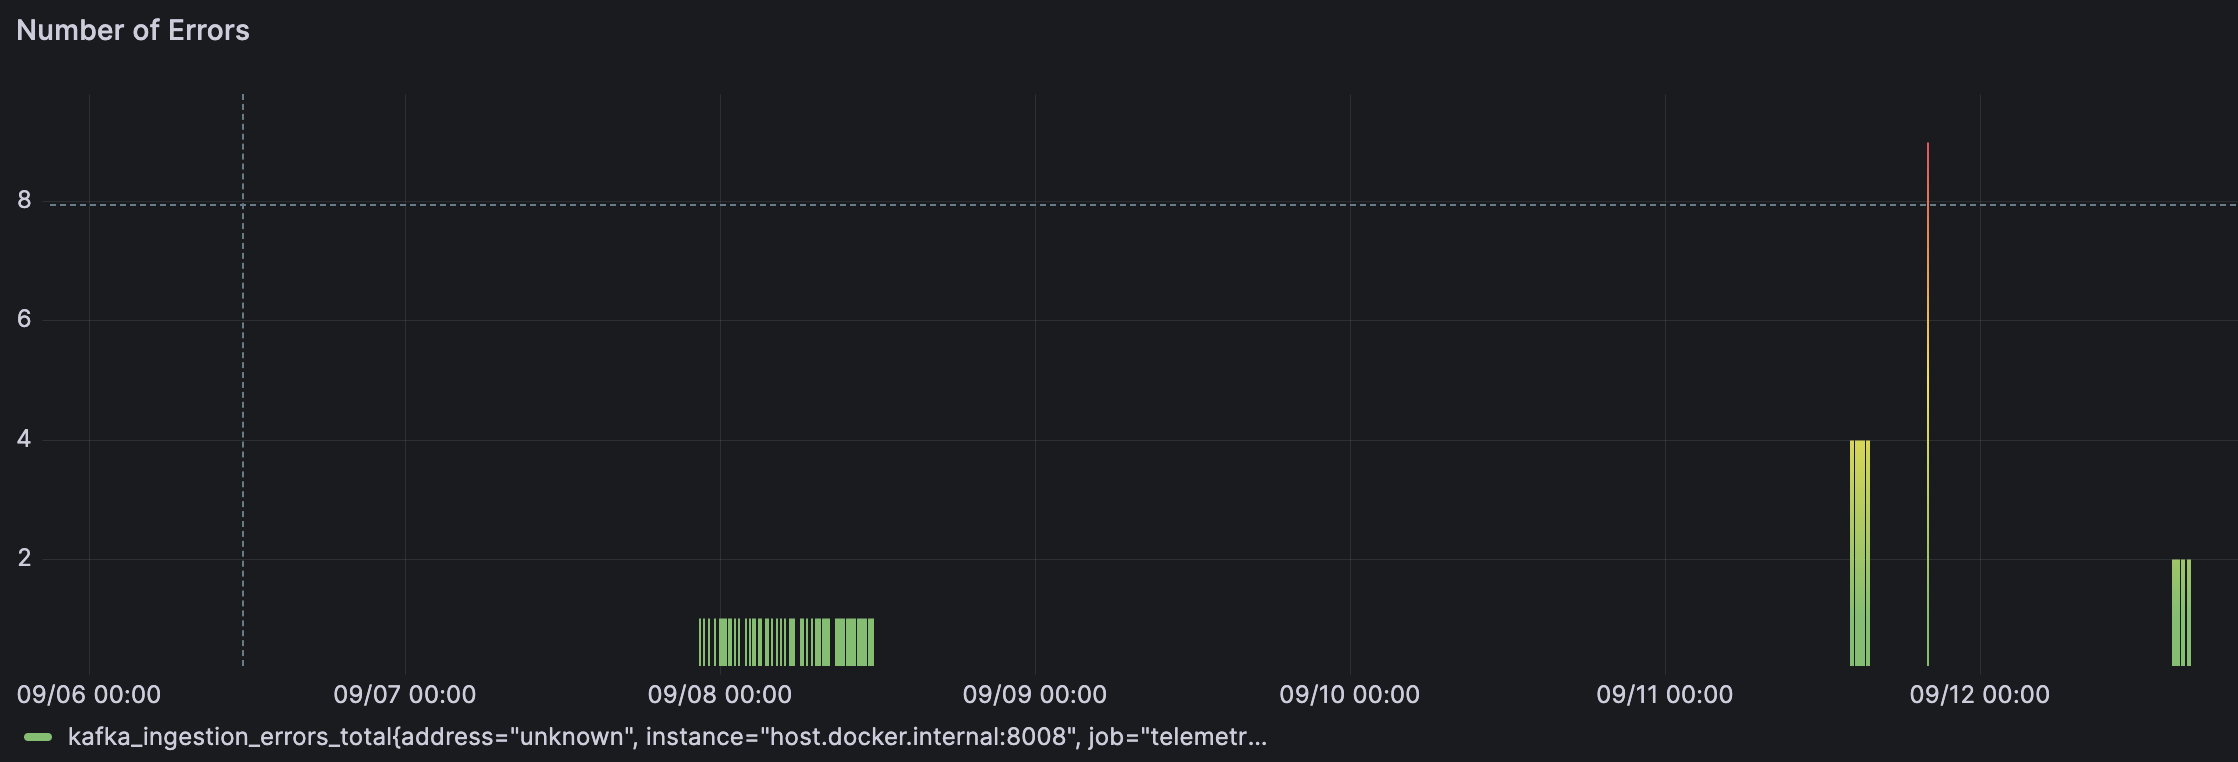 Number of Errors
8
6
4
2
09/06 00:00 09/07 00:00 09/08 00:00 09/09 00:00 09/10 00:00 09/11 00:00 09/12 00:00
kafka_ingestion_errors_total{address="unknown", instance="host.docker.internal:8008", job="telemetr...